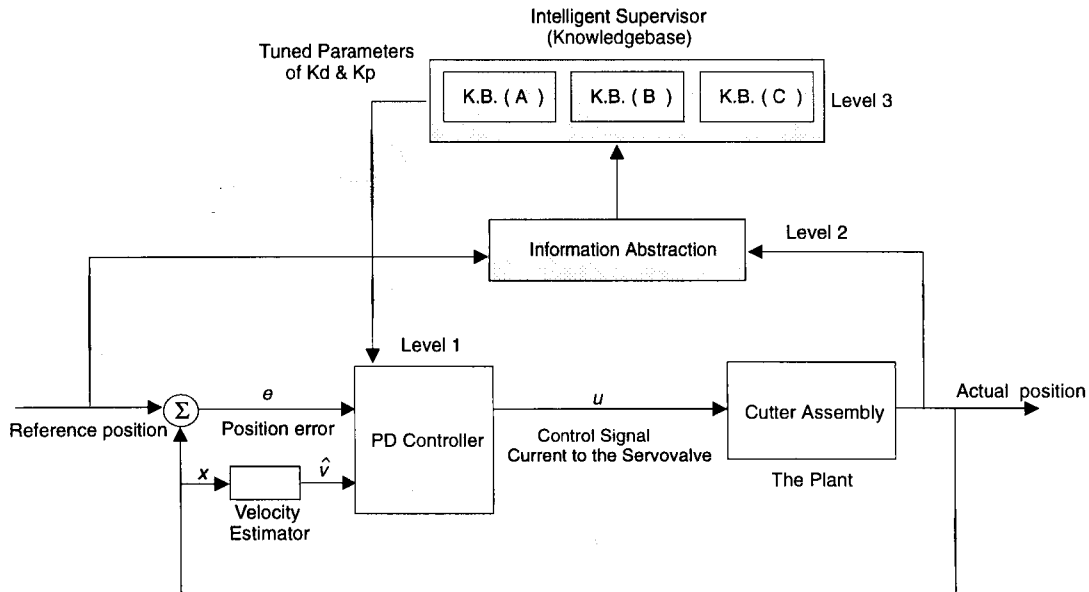 Intelligent Supervisor
(Knowledgebase)
Tuned Parameters
of Kd & Kp
K.B. ( A )
K.B. ( B )
K.B. ( C )
Level 3
Information Abstraction
Level 2
Level 1
Reference position
Σ
e
Position error
PD Controller
u
Control Signal
Current to the Servovalve
Cutter Assembly
The Plant
Actual position
x
v̂
Velocity
Estimator